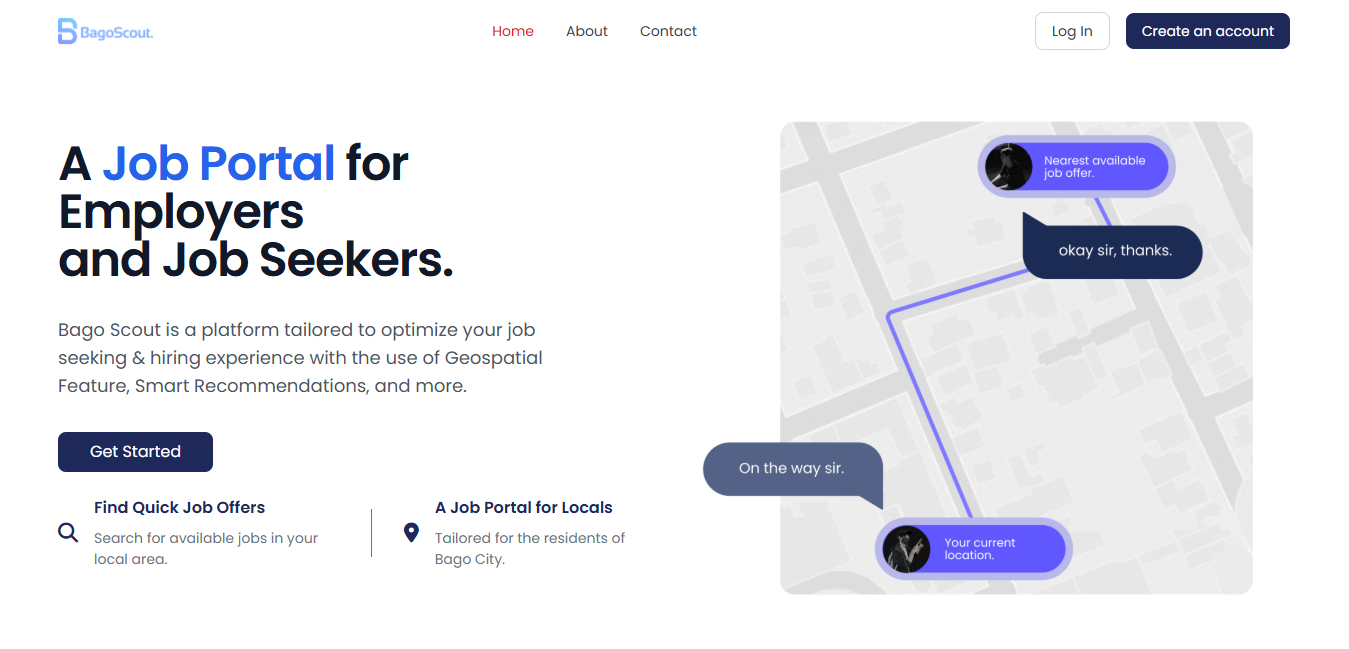 BagoScout.
Home
About
Contact
Log In
Create an account
A Job Portal for
Employers
and Job Seekers.
Bago Scout is a platform tailored to optimize your job
seeking & hiring experience with the use of Geospatial
Feature, Smart Recommendations, and more.
Get Started
Find Quick Job Offers
Search for available jobs in your
local area.
A Job Portal for Locals
Tailored for the residents of
Bago City.
Nearest available
job offer.
okay sir, thanks.
On the way sir.
Your current
location.